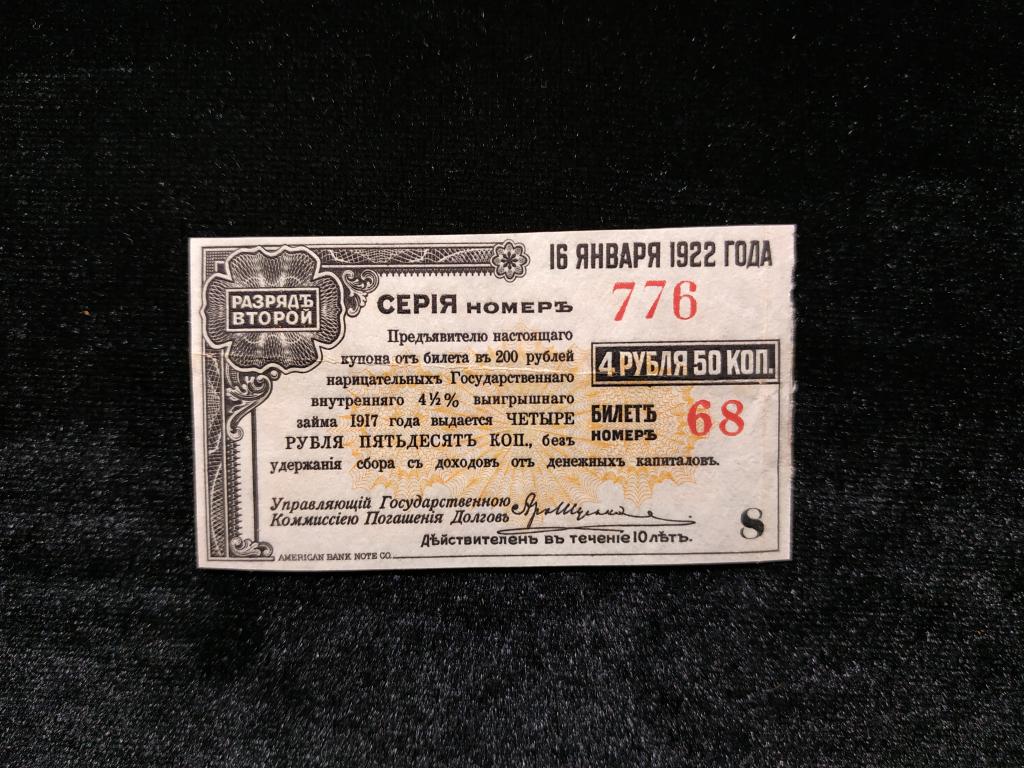 16 ЯНВАРЯ 1922 ГОДА
РАЗРЯДЪ
ВТОРОЙ
СЕРІЯ НОМЕРЪ 776
Предъявителю настоящаго
купона отъ билета въ 200 рублей
нарицательныхъ Государственнаго
внутренняго 4½% выигрышнаго
займа 1917 года выдается ЧЕТЫРЕ
РУБЛЯ ПЯТЬДЕСЯТЪ КОП., безъ
удержанія сбора съ доходовъ отъ денежныхъ капиталовъ.
4 РУБЛЯ 50 КОП.
БИЛЕТЪ
НОМЕРЪ 68
Управляющій Государственною
Коммиссіею Погашенія Долговъ
Дѣйствителенъ въ теченіе 10 лѣтъ.
8
AMERICAN BANK NOTE CO.